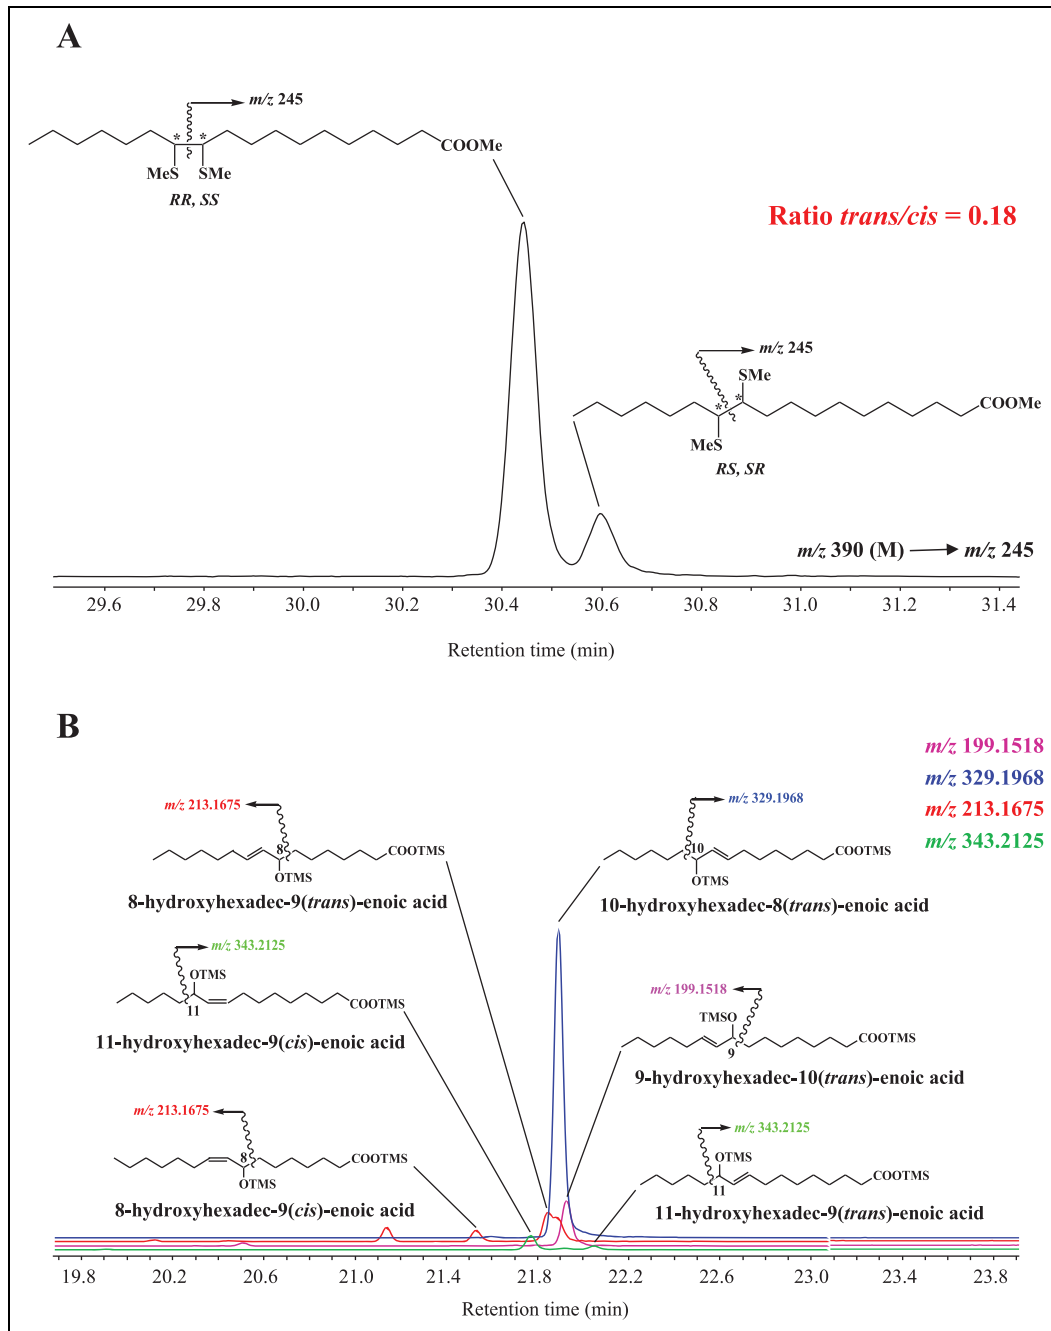 A
m/z 245
COOMe
MeS SMe
RR, SS
Ratio trans/cis = 0.18
m/z 245
SMe
COOMe
MeS
RS, SR
m/z 390 (M) m/z 245
* *
* *
29.6 29.8 30.0 30.2 30.4 30.6 30.8 31.0 31.2 31.4
Retention time (min)
B
m/z 199.1518
m/z 329.1968
m/z 213.1675
m/z 343.2125
m/z 213.1675
8
COOTMS
OTMS
8-hydroxyhexadec-9(trans)-enoic acid
m/z 329.1968
10
COOTMS
OTMS
10-hydroxyhexadec-8(trans)-enoic acid
m/z 343.2125
OTMS
11
COOTMS
11-hydroxyhexadec-9(cis)-enoic acid
m/z 199.1518
TMSO
COOTMS
9
9-hydroxyhexadec-10(trans)-enoic acid
m/z 213.1675
8
COOTMS
OTMS
8-hydroxyhexadec-9(cis)-enoic acid
m/z 343.2125
OTMS
COOTMS
11
11-hydroxyhexadec-9(trans)-enoic acid
19.8 20.2 20.6 21.1 21.4 21.8 22.2 22.6 23.0 23.4 23.8
Retention time (min)